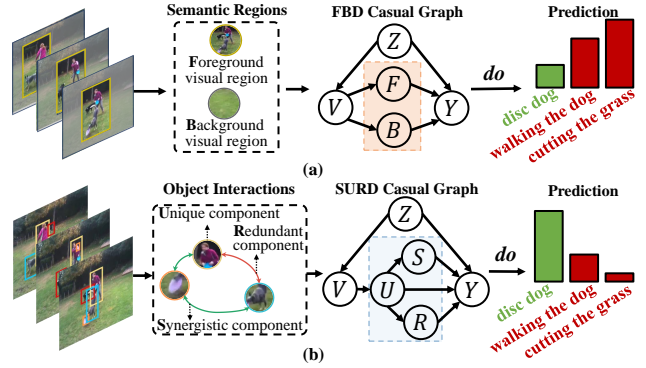 Semantic Regions
Foreground
visual region
Background
visual region
FBD Casual Graph
Z
V
F
B
Y
do
Prediction
disc dog
walking the dog
cutting the grass
(a)
Object Interactions
Unique component
Redundant
component
Synergistic component
SURD Casual Graph
Z
V
U
S
R
Y
do
Prediction
disc dog
walking the dog
cutting the grass
(b)